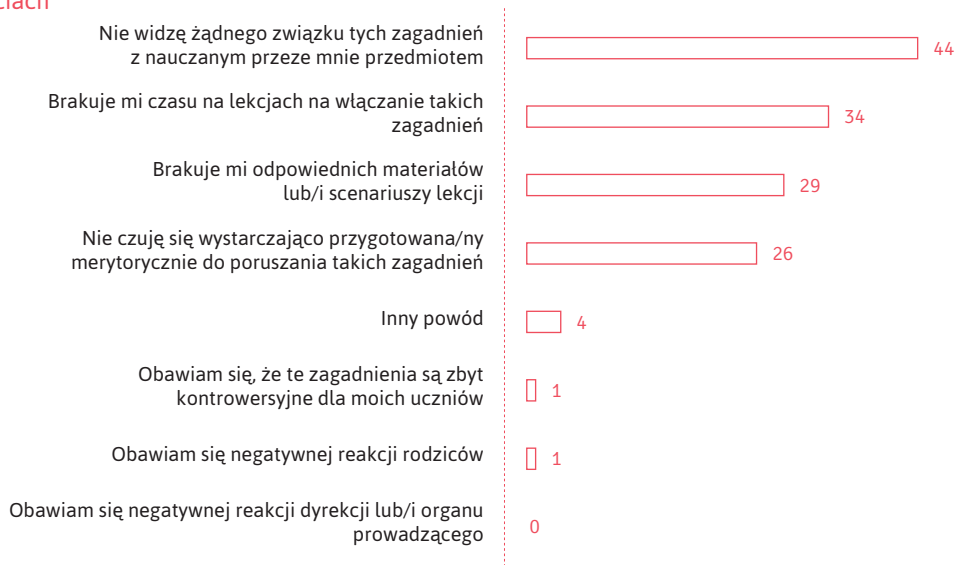 Nie widzę żądnego związku tych zagadnień
z nauczanym przeze mnie przedmiotem
44
Brakuje mi czasu na lekcjach na włączanie takich
zagadnień
34
Brakuje mi odpowiednich materiałów
lub/i scenariuszy lekcji
29
Nie czuję się wystarczająco przygotowana/ny
merytorycznie do poruszania takich zagadnień
26
Inny powód
4
Obawiam się, że te zagadnienia są zbyt
kontrowersyjne dla moich uczniów
1
Obawiam się negatywnej reakcji rodziców
1
Obawiam się negatywnej reakcji dyrekcji lub/i organu
prowadzącego
0